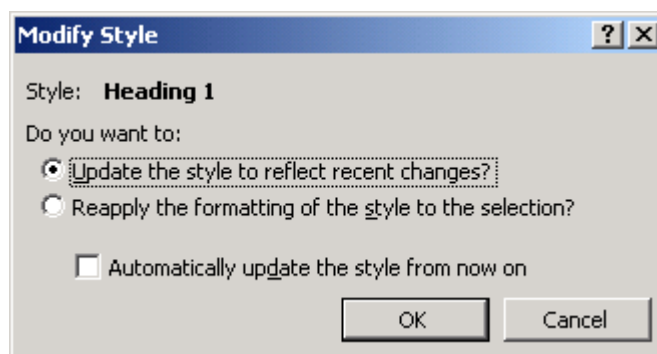 Modify Style
Style: Heading 1
Do you want to:
Update the style to reflect recent changes?
Reapply the formatting of the style to the selection?
Automatically update the style from now on
OK Cancel